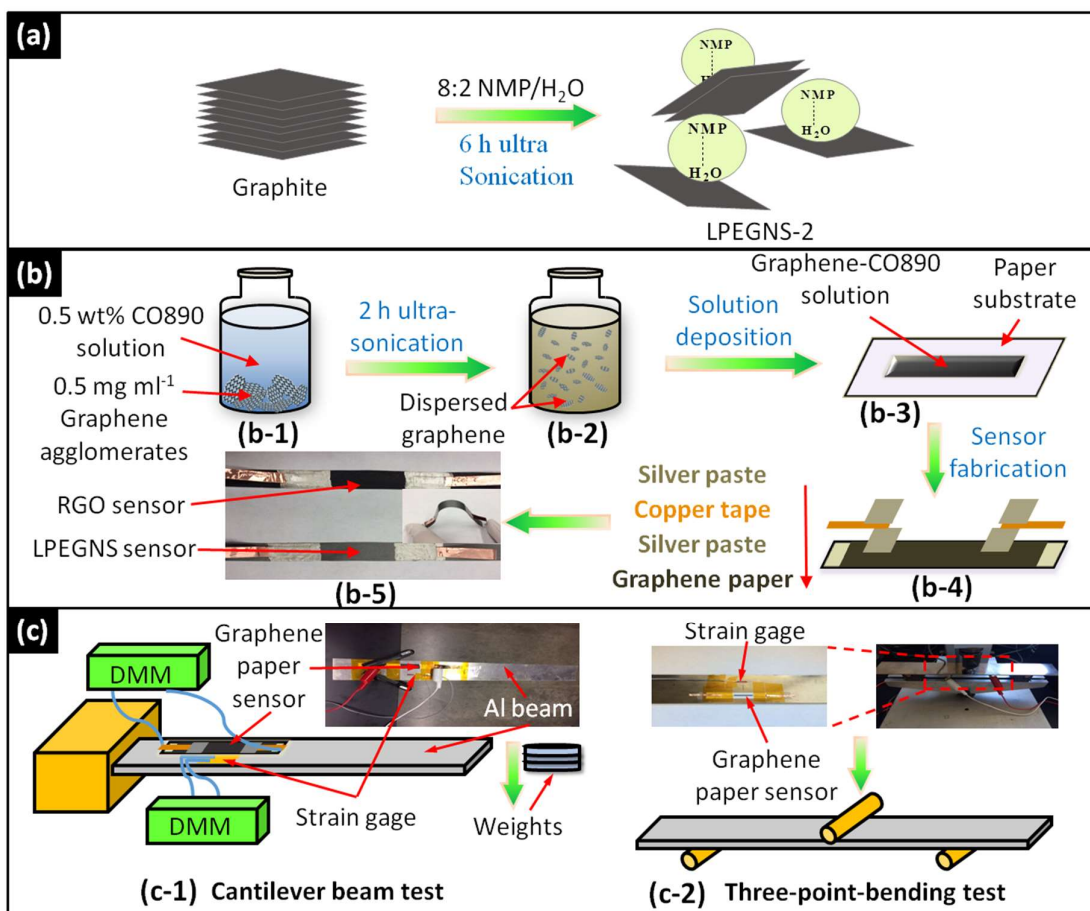 (a)
Graphite
8:2 NMP/H₂O
6 h ultra
Sonication
NMP
H
NMP
H₂O
NMP
H₂O
LPEGNS-2
(b)
0.5 wt% CO890
solution
0.5 mg ml⁻¹
Graphene
agglomerates
(b-1)
2 h ultra-
sonication
Dispersed
graphene
(b-2)
Solution
deposition
Graphene-CO890
solution
Paper
substrate
(b-3)
Sensor
fabrication
Silver paste
Copper tape
Silver paste
Graphene paper
(b-4)
RGO sensor
LPEGNS sensor
(b-5)
(c)
DMM
Graphene
paper
sensor
Al beam
DMM
Strain gage
Weights
(c-1) Cantilever beam test
Strain gage
Graphene
paper sensor
(c-2) Three-point-bending test